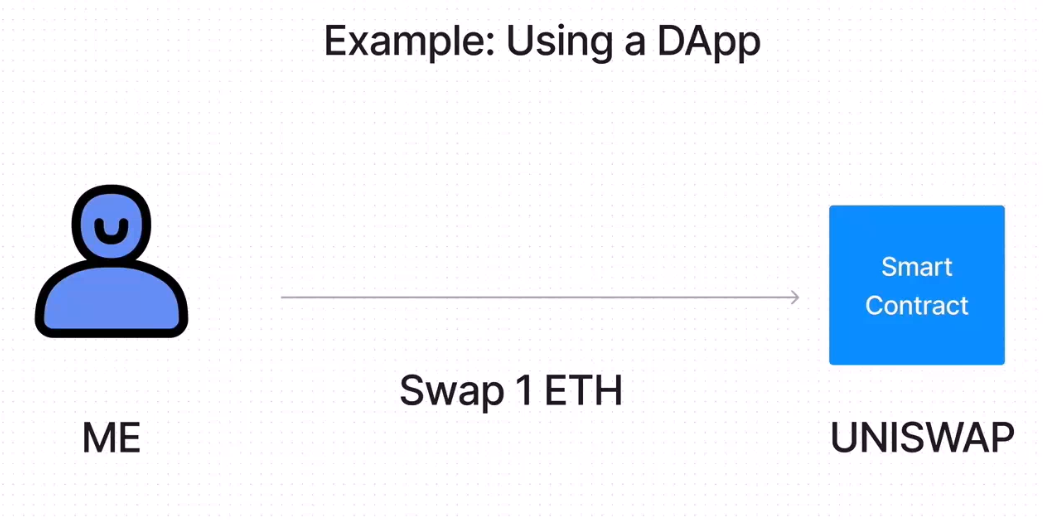 Example: Using a DApp
Smart
Contract
Swap 1 ETH
ME
UNISWAP